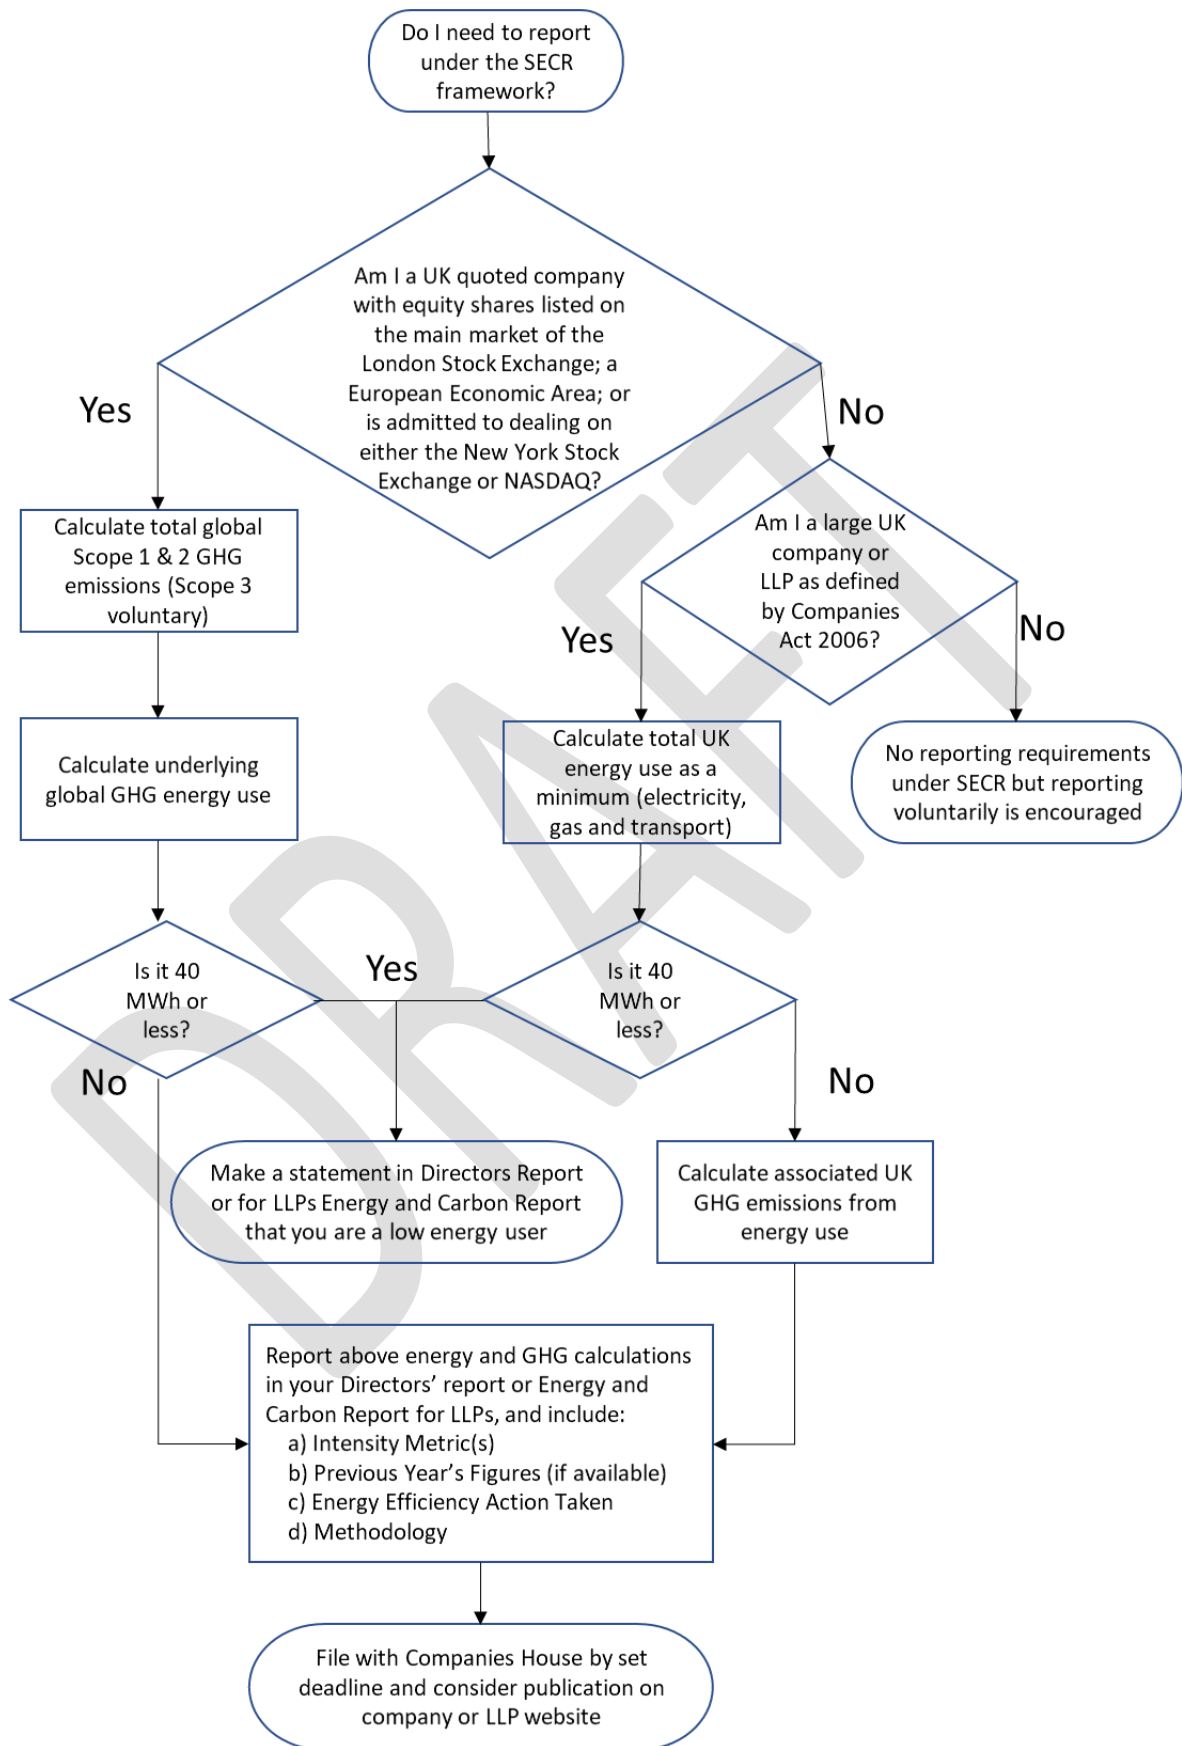 Do I need to report
under the SECR
framework?
Am I a UK quoted company
with equity shares listed on
the main market of the
London Stock Exchange; a
European Economic Area; or
is admitted to dealing on
either the New York Stock
Exchange or NASDAQ?
Yes
No
Calculate total global
Scope 1 & 2 GHG
emissions (Scope 3
voluntary)
Am I a large UK
company or
LLP as defined
by Companies
Act 2006?
Yes
No
Calculate underlying
global GHG energy use
Calculate total UK
energy use as a
minimum (electricity,
gas and transport)
No reporting requirements
under SECR but reporting
voluntarily is encouraged
Is it 40
MWh or
less?
Yes
Is it 40
MWh or
less?
No
No
Make a statement in Directors Report
or for LLPs Energy and Carbon Report
that you are a low energy user
Calculate associated UK
GHG emissions from
energy use
Report above energy and GHG calculations
in your Directors’ report or Energy and
Carbon Report for LLPs, and include:
a) Intensity Metric(s)
b) Previous Year’s Figures (if available)
c) Energy Efficiency Action Taken
d) Methodology
File with Companies House by set
deadline and consider publication on
company or LLP website
DRAFT